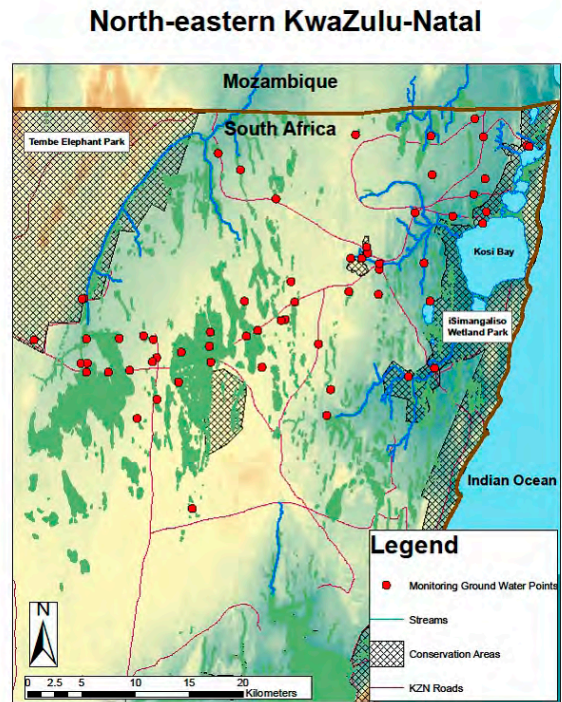 North-eastern KwaZulu-Natal
Mozambique
South Africa
Tembe Elephant Park
Kosi Bay
iSimangaliso
Wetland Park
Indian Ocean
Legend
Monitoring Ground Water Points
Streams
Conservation Areas
KZN Roads
N
0 2.5 5 10 15 20
Kilometers